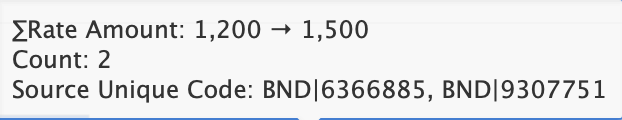 ∑Rate Amount: 1,200 → 1,500
Count: 2
Source Unique Code: BND|6366885, BND|9307751